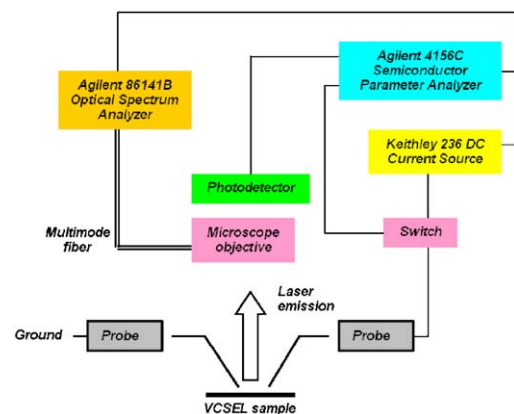 Agilent 86141B
Optical Spectrum
Analyzer
Agilent 4156C
Semiconductor
Parameter Analyzer
Keithley 236 DC
Current Source
Photodetector
Multimode
fiber
Microscope
objective
Switch
Laser
emission
Ground
Probe
Probe
VCSEL sample